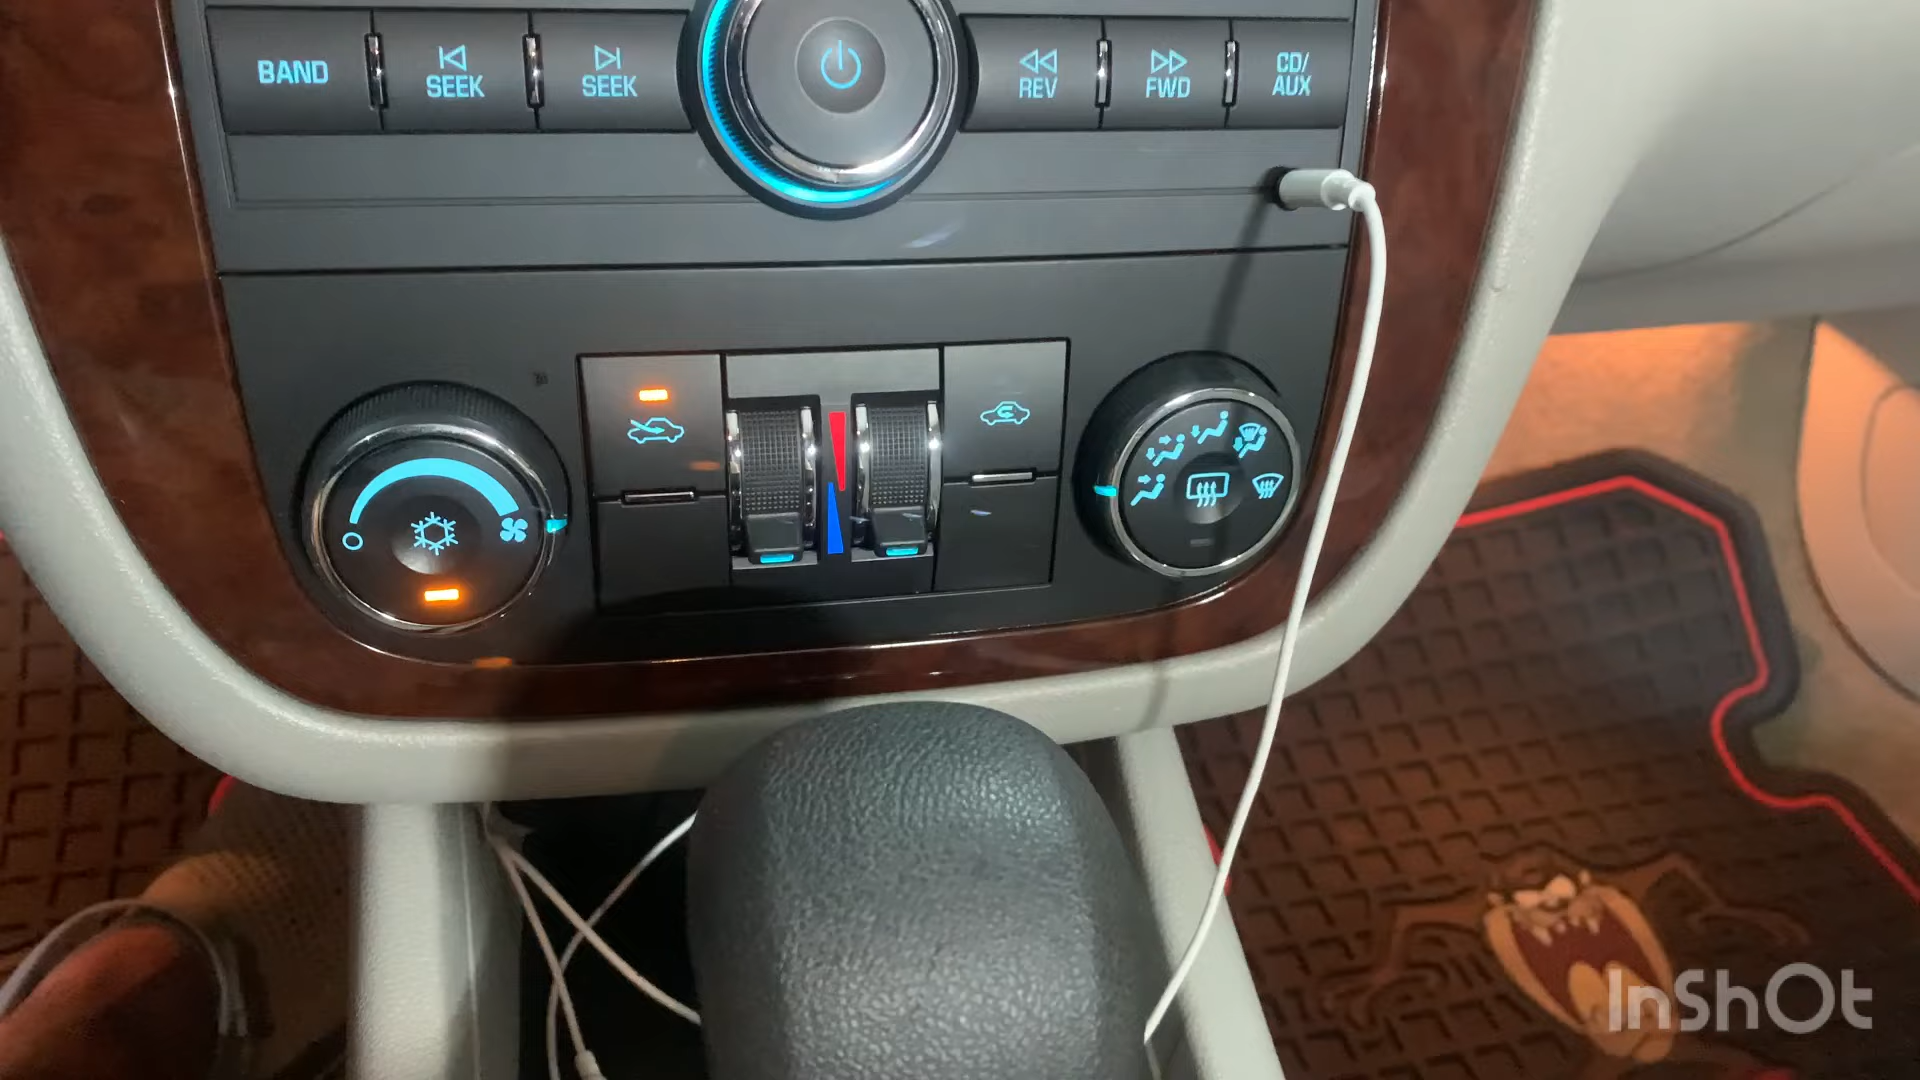 BAND
SEEK
SEEK
REV
FWD
CD/
AUX
InShOt